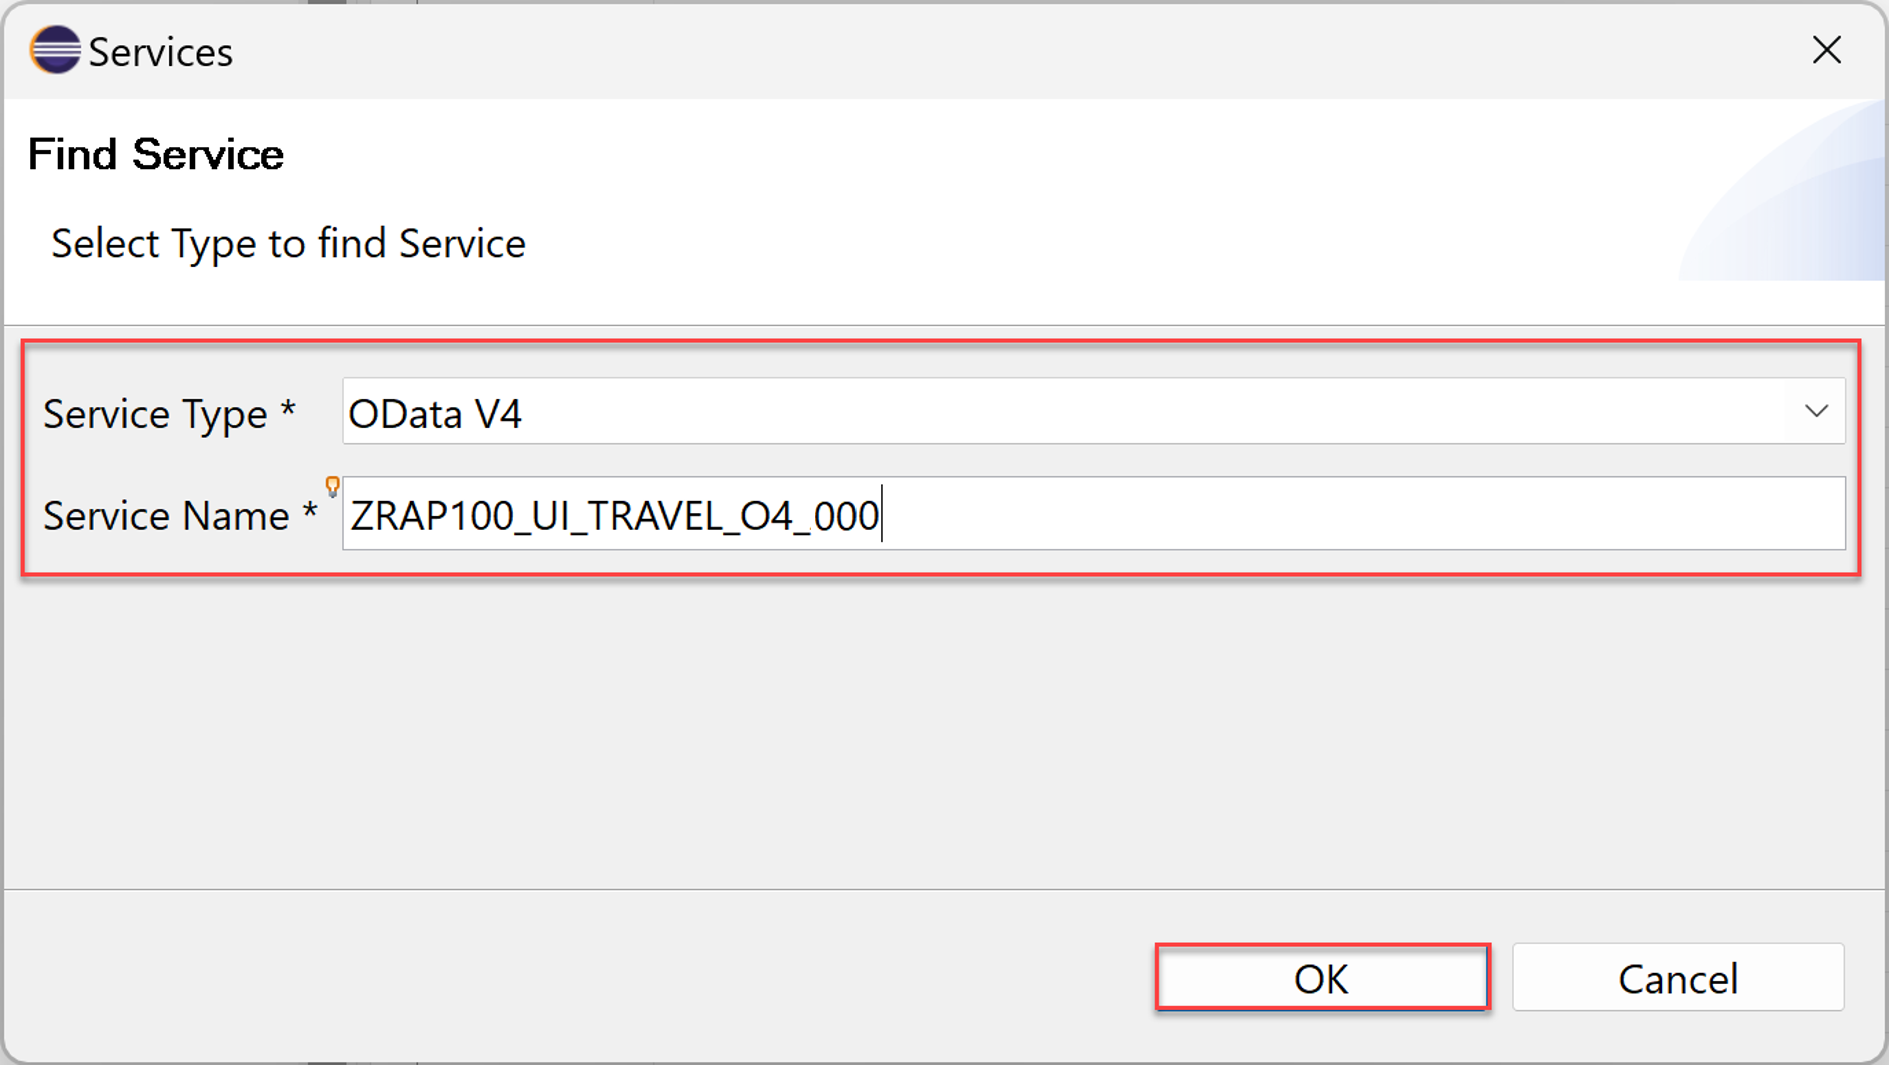 Services
Find Service
Select Type to find Service
Service Type * OData V4
Service Name * ZRAP100_UI_TRAVEL_O4_000
OK Cancel